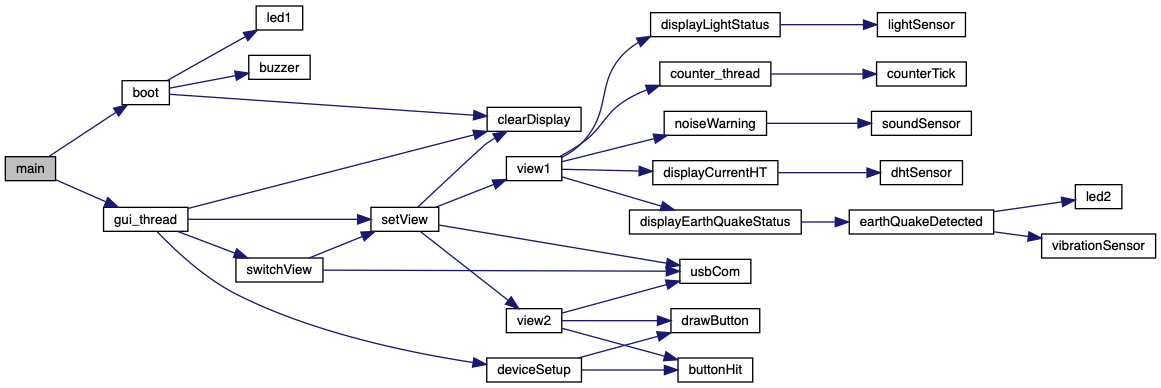 led1
displayLightStatus
lightSensor
buzzer
counter_thread
counterTick
boot
clearDisplay
noiseWarning
soundSensor
main
view1
displayCurrentHT
dhtSensor
led2
gui_thread
setView
displayEarthQuakeStatus
earthQuakeDetected
vibrationSensor
switchView
usbCom
view2
drawButton
deviceSetup
buttonHit